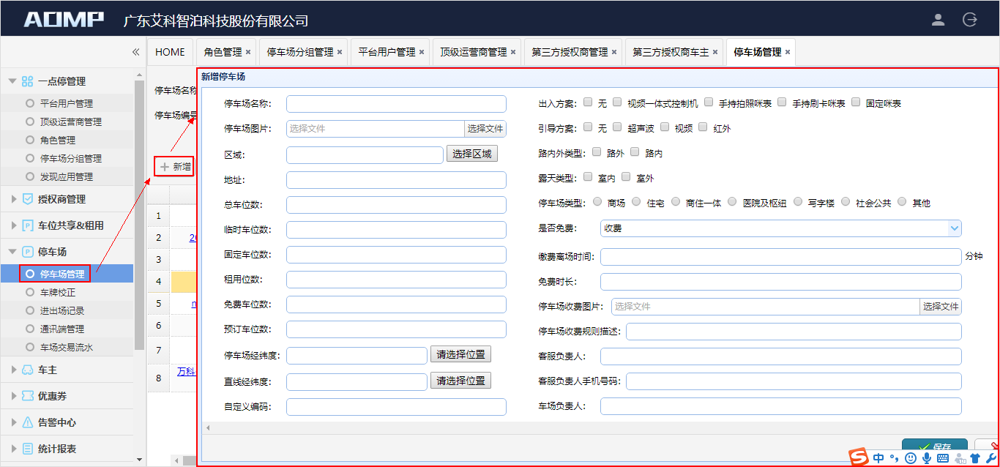 AOMP 广东艾科智泊科技股份有限公司
HOME 角色管理 × 停车场分组管理 × 平台用户管理 × 顶级运营商管理 × 第三方授权商管理 × 第三方授权商车主 × 停车场管理 ×
一点停管理
平台用户管理
顶级运营商管理
角色管理
停车场分组管理
发现应用管理
授权商管理
车位共享&租用
停车场
停车场管理
车牌校正
进出场记录
通讯端管理
车场交易流水
车主
优惠券
告警中心
统计报表
停车场名称
停车场编号
新增
1
2
3
4
5
6
7
8 万科
新增停车场
停车场名称:
停车场图片: 选择文件 选择文件
区域: 选择区域
地址:
总车位数:
临时车位数:
固定车位数:
租用位数:
免费车位数:
预订车位数:
停车场经纬度: 请选择位置
直线经纬度: 请选择位置
自定义编码:
出入方案: 无 视频一体式控制机 手持拍照咪表 手持刷卡咪表 固定咪表
引导方案: 无 超声波 视频 红外
路内外类型: 路外 路内
露天类型: 室内 室外
停车场类型: 商场 住宅 商住一体 医院及枢纽 写字楼 社会公共 其他
是否免费: 收费
缴费离场时间: 分钟
免费时长:
停车场收费图片: 选择文件 选择文件
停车场收费规则描述:
客服负责人:
客服负责人手机号码:
车场负责人:
保存
中